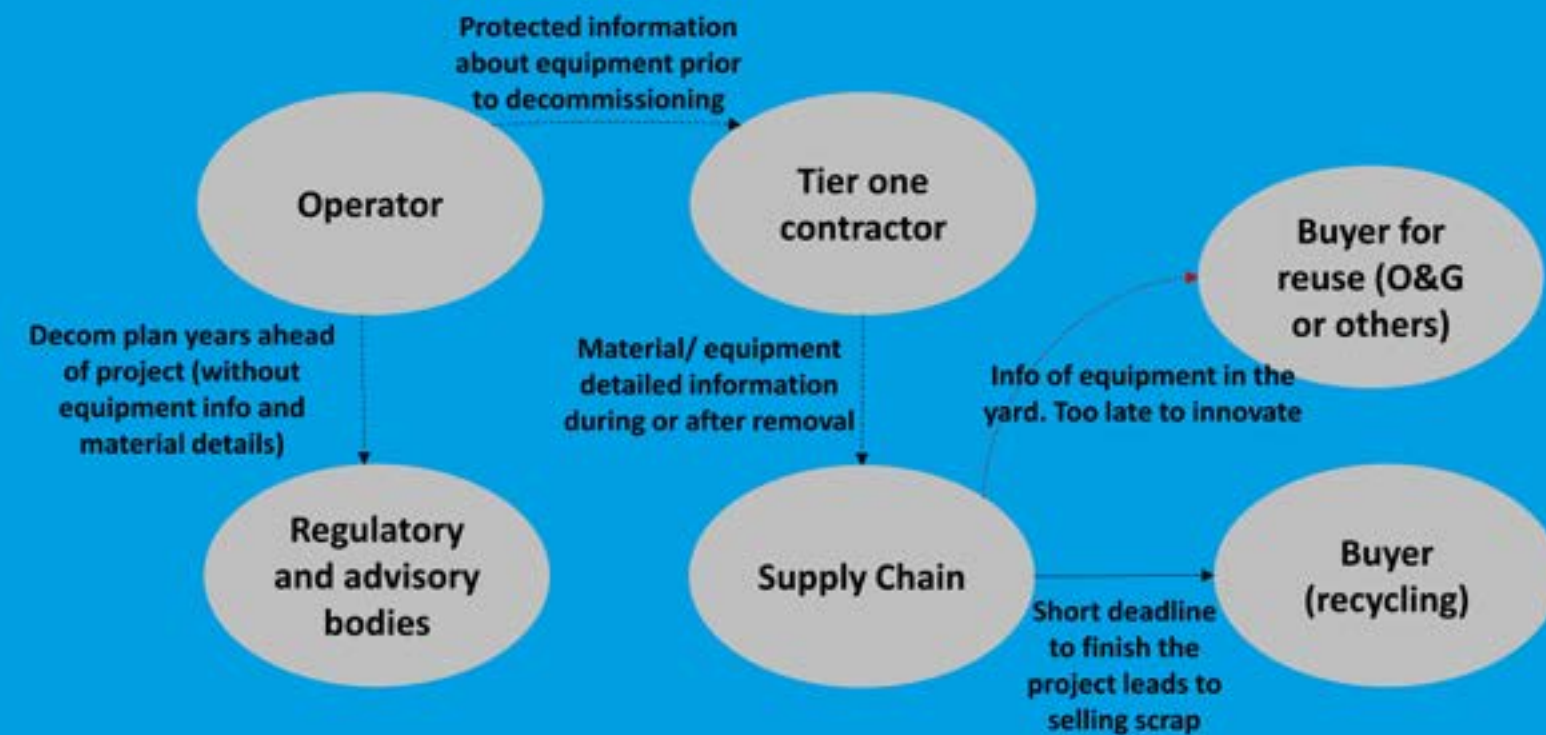 Protected information
about equipment prior
to decommissioning
Operator
Tier one
contractor
Buyer for
reuse (O&G
or others)
Decom plan years ahead
of project (without
equipment info and
material details)
Material/ equipment
detailed information
during or after removal
Info of equipment in the
yard. Too late to innovate
Regulatory
and advisory
bodies
Supply Chain
Buyer
(recycling)
Short deadline
to finish the
project leads to
selling scrap